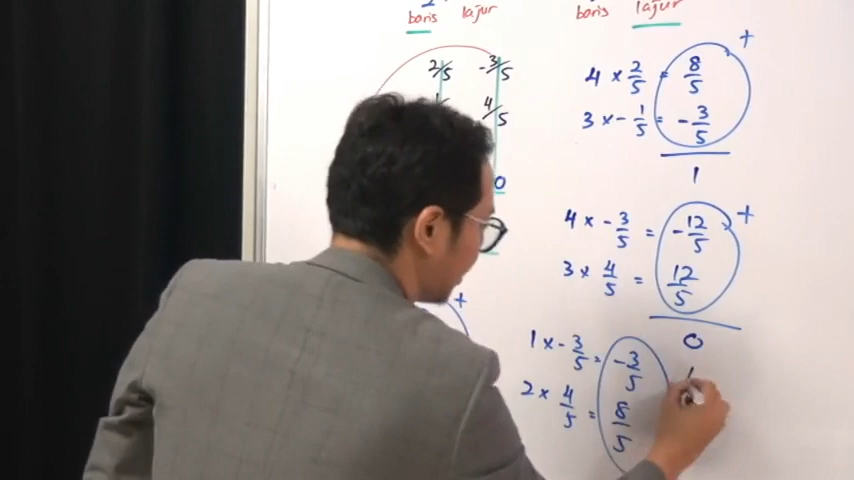 baris lajur
baris lajur
2/5 -3/5
4/5
0
+
4 × 2/5 = 8/5 +
3 × -1/5 = -3/5
1
4 × -3/5 = -12/5 +
3 × 4/5 = 12/5
0
1 × -3/5 = -3/5
2 × 4/5 = 8/5